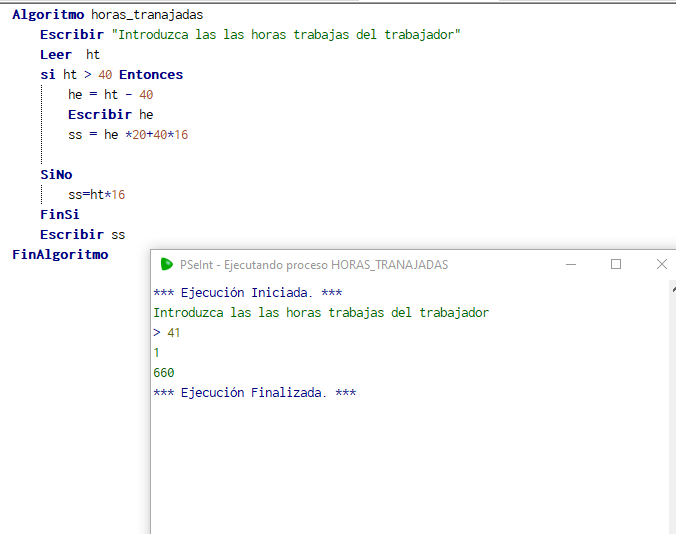 Algoritmo horas_tranajadas
Escribir "Introduzca las las horas trabajas del trabajador"
Leer  ht
si ht > 40 Entonces
he = ht - 40
Escribir he
ss = he *20+40*16
SiNo
ss=ht*16
FinSi
Escribir ss
FinAlgoritmo
PSeInt - Ejecutando proceso HORAS_TRANAJADAS
*** Ejecución Iniciada. ***
Introduzca las las horas trabajas del trabajador
> 41
1
660
*** Ejecución Finalizada. ***